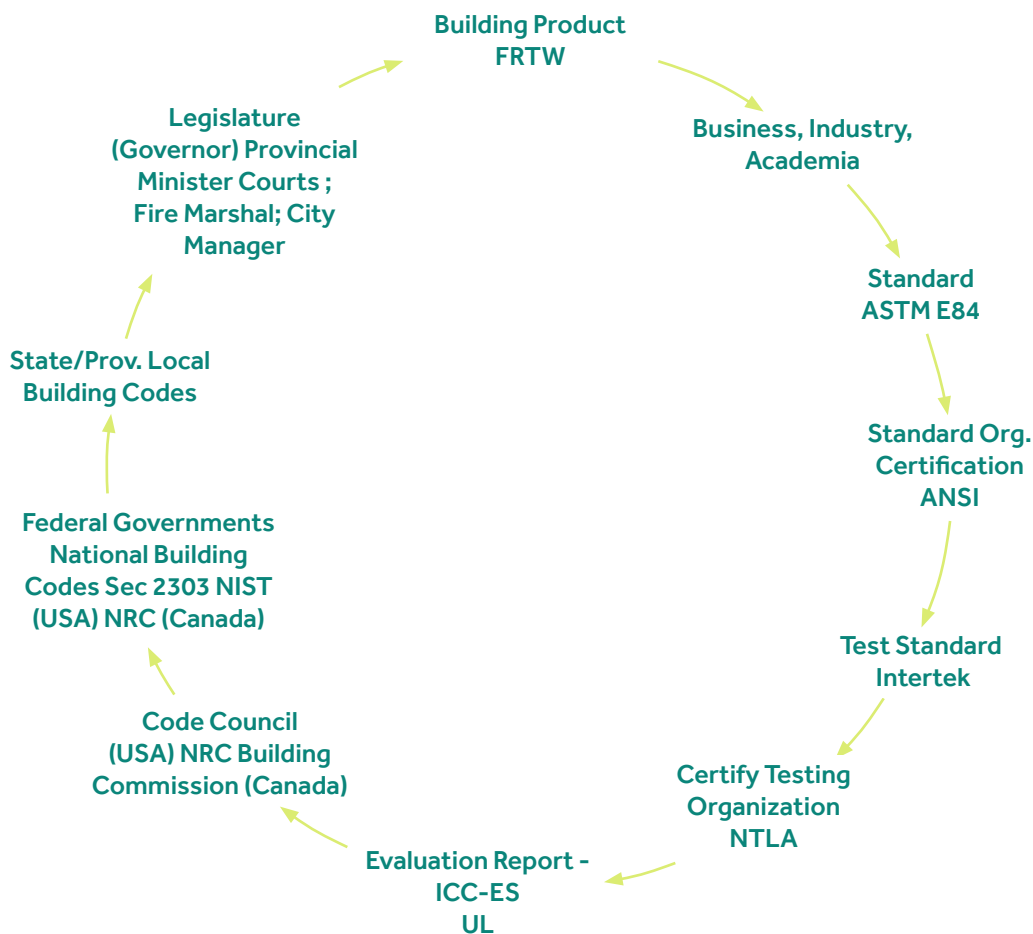 Building Product
FRTW
Business, Industry,
Academia
Standard
ASTM E84
Standard Org.
Certification
ANSI
Test Standard
Intertek
Certify Testing
Organization
NTLA
Evaluation Report -
ICC-ES
UL
Code Council
(USA) NRC Building
Commission (Canada)
Federal Governments
National Building
Codes Sec 2303 NIST
(USA) NRC (Canada)
State/Prov. Local
Building Codes
Legislature
(Governor) Provincial
Minister Courts ;
Fire Marshal; City
Manager